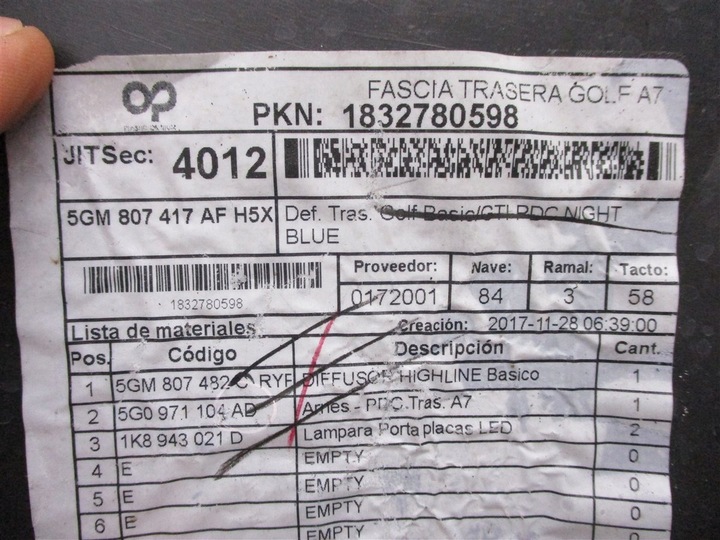 FASCIA TRASERA GOLF A7
PKN: 1832780598
JITSec: 4012
5GM 807 417 AF H5X
Def. Tras. Golf Basic/GTI PDC NIGHT
BLUE
1832780598
Proveedor: Nave: Ramal: Tacto:
0172001 84 3 58
Lista de materiales Creación: 2017-11-28 06:39:00
Pos. Código Descripción Cant.
1 5GM 807 482 C RYP DIFFUSOR HIGHLINE Basico 1
2 5G0 971 104 AD Arnes - PDC.Tras. A7 1
3 1K8 943 021 D Lampara Portaplacas LED 2
4 E EMPTY 0
5 E EMPTY 0
6 E EMPTY 0
EMPTY